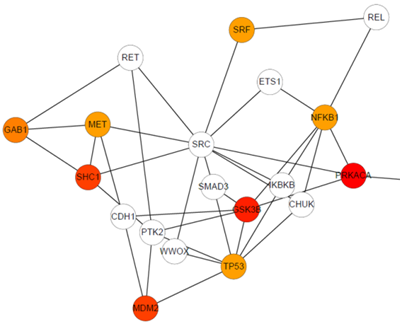 REL
SRF
RET
ETS1
NFKB1
MET
GAB1
SRC
SHC1
SMAD3
IKBKB
PRKACA
GSK3B
CHUK
CDH1
PTK2
WWOX
TP53
MDM2